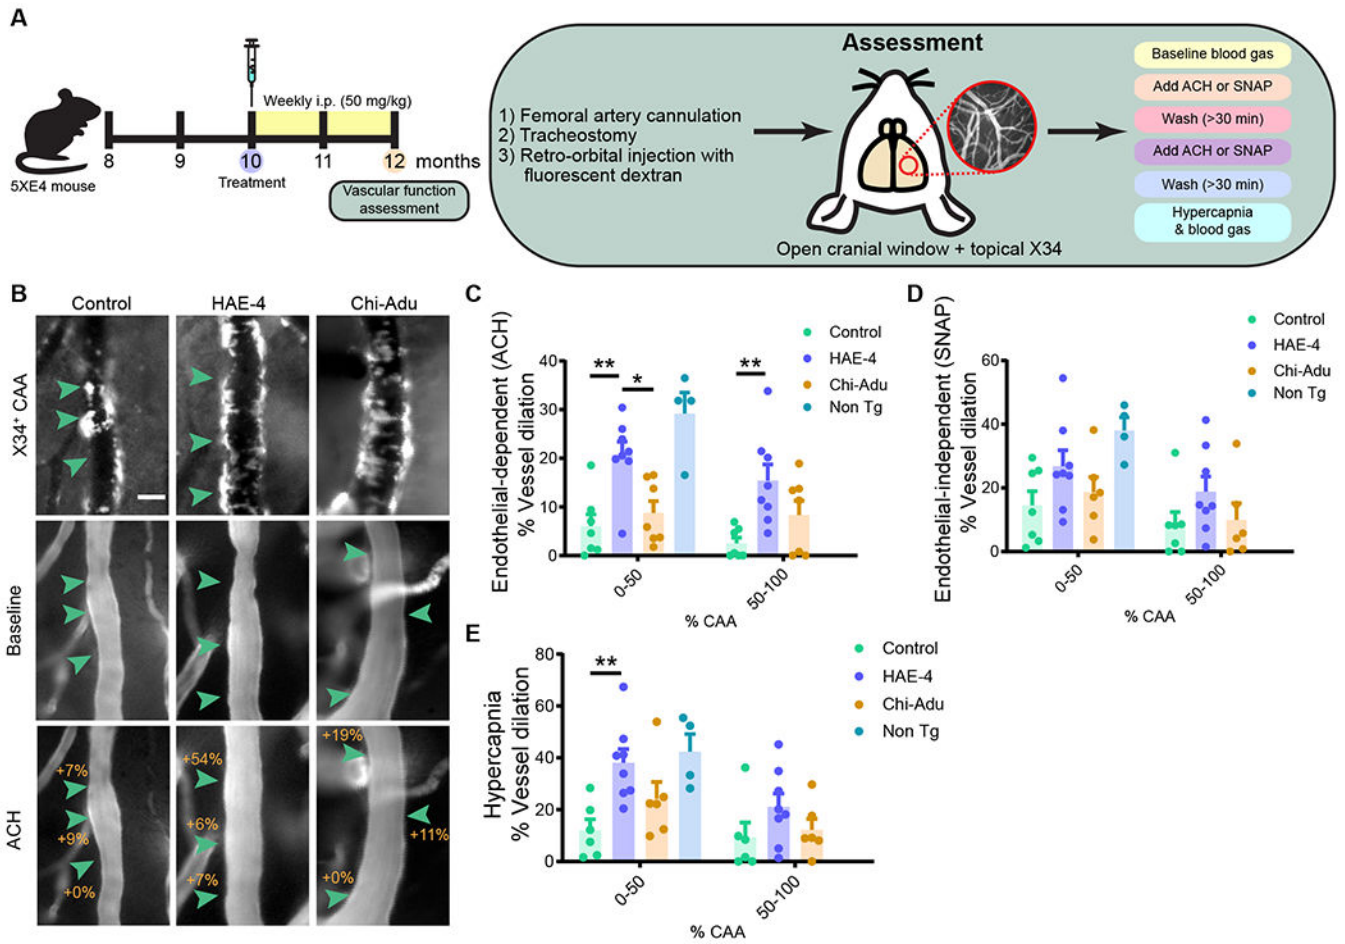 A
Weekly i.p. (50 mg/kg)
8
9
10
11
12
months
5XE4 mouse
Treatment
Vascular function
assessment
Assessment
1) Femoral artery cannulation
2) Tracheostomy
3) Retro-orbital injection with
fluorescent dextran
Open cranial window + topical X34
Baseline blood gas
Add ACH or SNAP
Wash (>30 min)
Add ACH or SNAP
Wash (>30 min)
Hypercapnia
& blood gas
B
Control
HAE-4
Chi-Adu
X34⁺ CAA
Baseline
ACH
+7%
+9%
+0%
+54%
+6%
+7%
+19%
+11%
+0%
C
Endothelial-dependent (ACH)
% Vessel dilation
40
30
20
10
0
**
*
**
0-50
50-100
% CAA
Control
HAE-4
Chi-Adu
Non Tg
D
Endothelial-independent (SNAP)
% Vessel dilation
60
40
20
0
0-50
50-100
% CAA
Control
HAE-4
Chi-Adu
Non Tg
E
Hypercapnia
% Vessel dilation
80
60
40
20
0
**
0-50
50-100
% CAA
Control
HAE-4
Chi-Adu
Non Tg